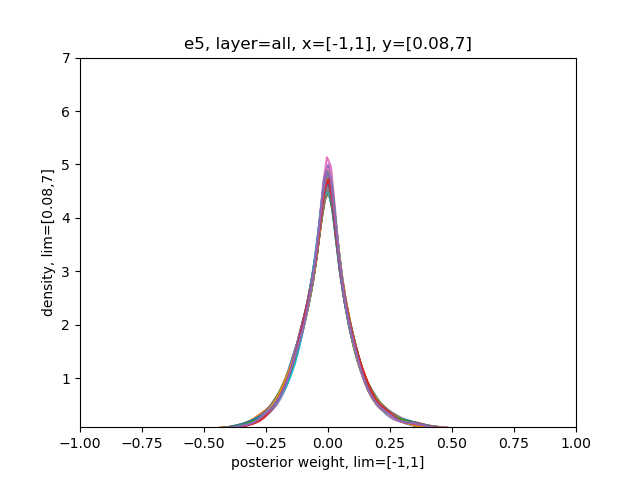 e5, layer=all, x=[-1,1], y=[0.08,7]
7
6
5
4
3
2
1
density, lim=[0.08,7]
−1.00 −0.75 −0.50 −0.25 0.00 0.25 0.50 0.75 1.00
posterior weight, lim=[-1,1]